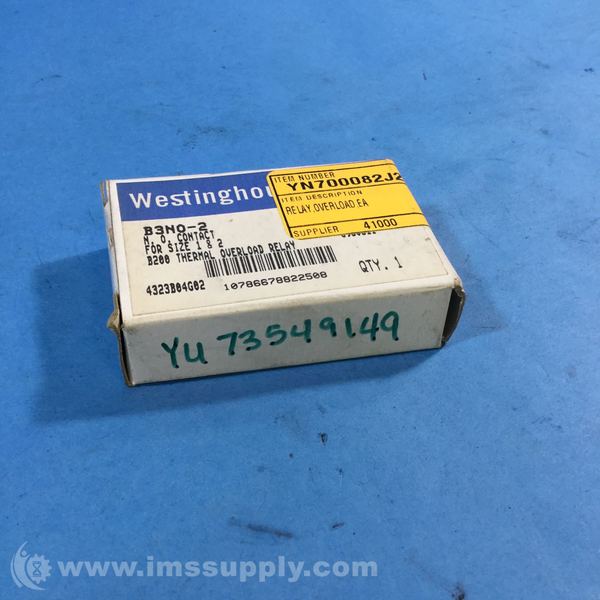 Westinghou
ITEM NUMBER
YN700082J2
ITEM DESCRIPTION
RELAY,OVERLOAD,EA
SUPPLIER 41000
B3NO-2
N. O. CONTACT
FOR SIZE 1 & 2
B200 THERMAL OVERLOAD RELAY
4323B04G02
10786678822508
QTY. 1
YU 73549149
www.imssupply.com